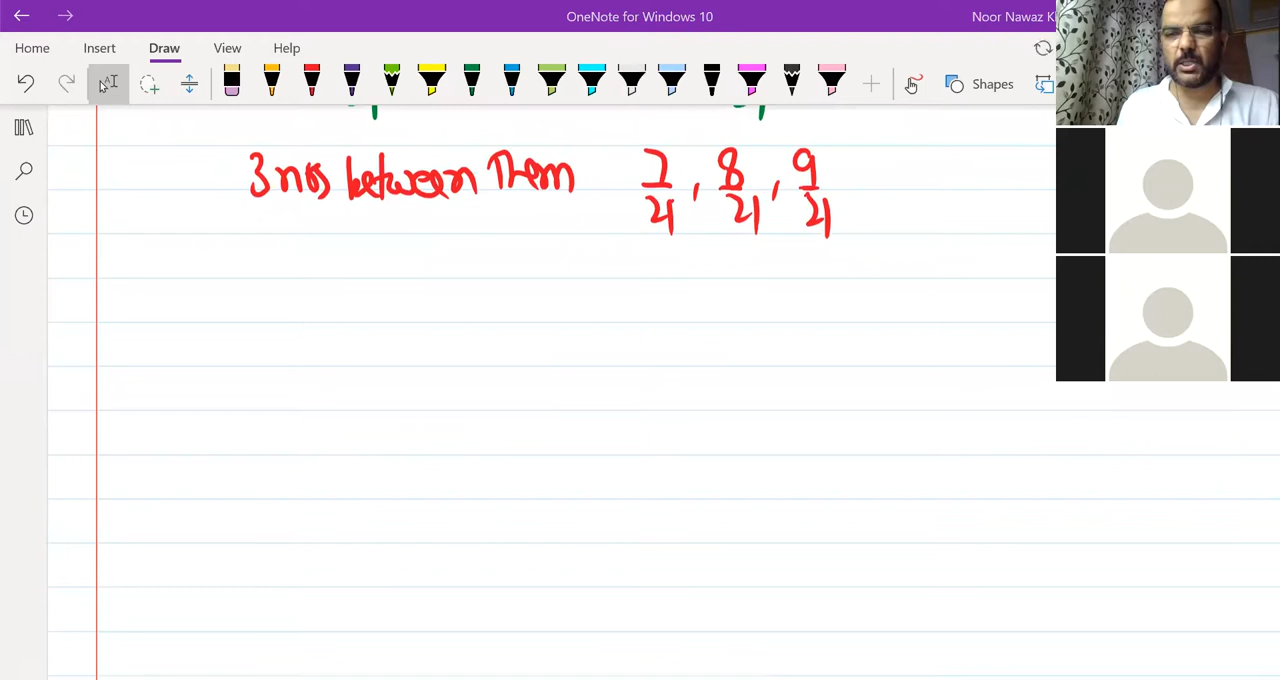 OneNote for Windows 10
Noor Nawaz Kh
Home Insert Draw View Help
Shapes
3 nos between Them 7/21, 8/21, 9/21